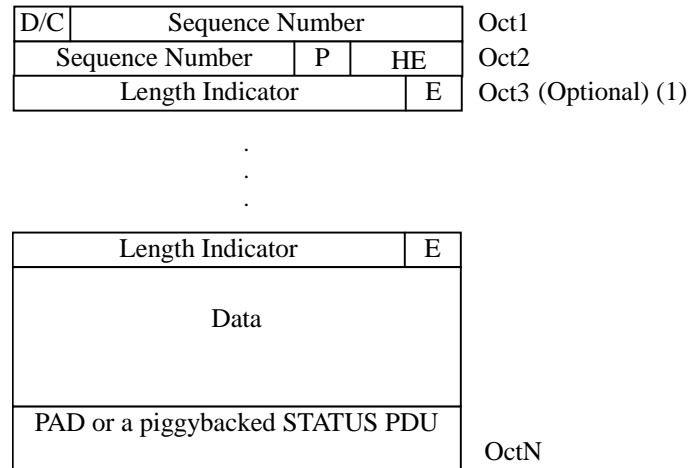 D/C Sequence Number Oct1
Sequence Number P HE Oct2
Length Indicator E Oct3 (Optional) (1)
.
.
.
Length Indicator E
Data
PAD or a piggybacked STATUS PDU
OctN